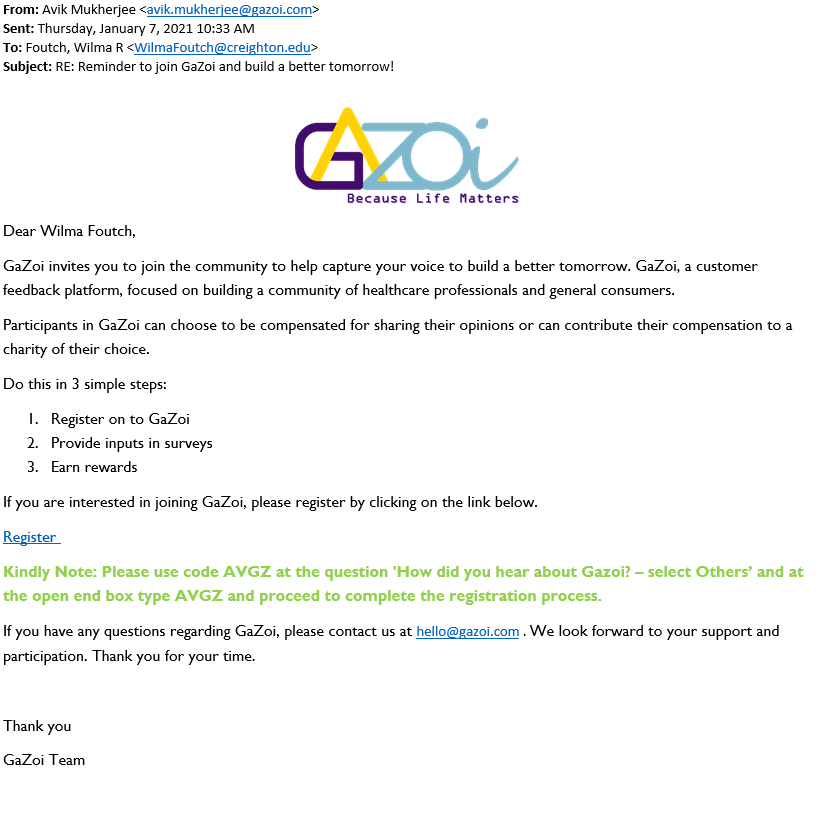 From: Avik Mukherjee <avik.mukherjee@gazoi.com>
Sent: Thursday, January 7, 2021 10:33 AM
To: Foutch, Wilma R <WilmaFoutch@creighton.edu>
Subject: RE: Reminder to join GaZoi and build a better tomorrow!
GAZOi
Because Life Matters
Dear Wilma Foutch,
GaZoi invites you to join the community to help capture your voice to build a better tomorrow. GaZoi, a customer
feedback platform, focused on building a community of healthcare professionals and general consumers.
Participants in GaZoi can choose to be compensated for sharing their opinions or can contribute their compensation to a
charity of their choice.
Do this in 3 simple steps:
1. Register on to GaZoi
2. Provide inputs in surveys
3. Earn rewards
If you are interested in joining GaZoi, please register by clicking on the link below.
Register
Kindly Note: Please use code AVGZ at the question 'How did you hear about Gazoi? – select Others’ and at
the open end box type AVGZ and proceed to complete the registration process.
If you have any questions regarding GaZoi, please contact us at hello@gazoi.com . We look forward to your support and
participation. Thank you for your time.
Thank you
GaZoi Team